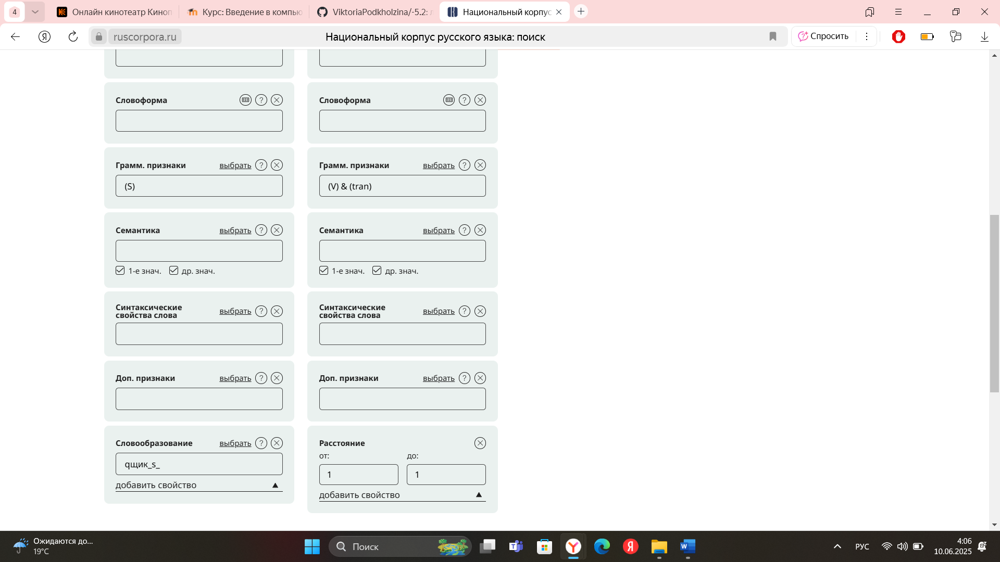 4
Онлайн кинотеатр Киноп
Курс: Введение в компью
ViktoriaPodkholzina/-5.2: л
Национальный корпус
ruscorpora.ru
Национальный корпус русского языка: поиск
Спросить
Словоформа ?
Словоформа ?
Грамм. признаки выбрать ?
(S)
Грамм. признаки выбрать ?
(V) & (tran)
Семантика выбрать ?
1-е знач. др. знач.
Семантика выбрать ?
1-е знач. др. знач.
Синтаксические
свойства слова
выбрать ?
Синтаксические
свойства слова
выбрать ?
Доп. признаки выбрать ?
Доп. признаки выбрать ?
Словообразование выбрать ?
qщик_s_
добавить свойство
Расстояние
от: до:
1 1
добавить свойство
Ожидаются до...
19°C
Поиск
РУС
4:06
10.06.2025